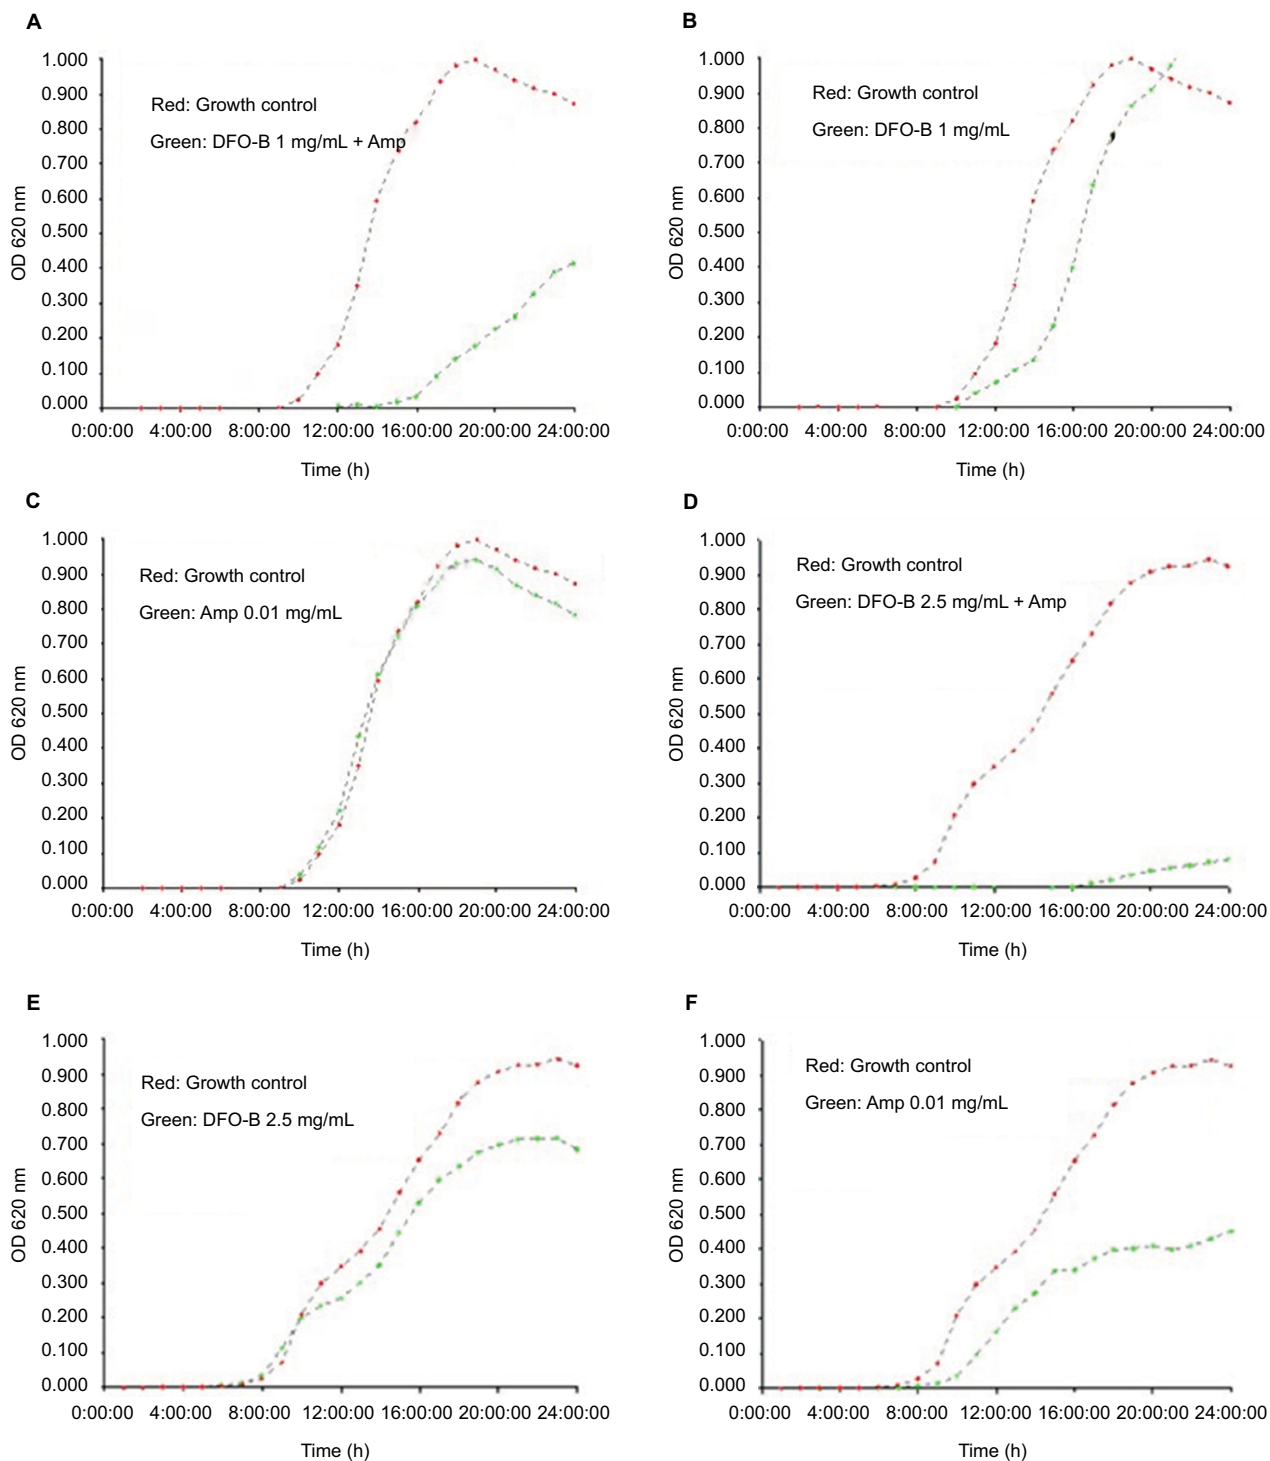 A
1.000
0.900
0.800
0.700
0.600
0.500
0.400
0.300
0.200
0.100
0.000
OD 620 nm
Red: Growth control
Green: DFO-B 1 mg/mL + Amp
0:00:00 4:00:00 8:00:00 12:00:00 16:00:00 20:00:00 24:00:00
Time (h)
B
1.000
0.900
0.800
0.700
0.600
0.500
0.400
0.300
0.200
0.100
0.000
OD 620 nm
Red: Growth control
Green: DFO-B 1 mg/mL
0:00:00 4:00:00 8:00:00 12:00:00 16:00:00 20:00:00 24:00:00
Time (h)
C
1.000
0.900
0.800
0.700
0.600
0.500
0.400
0.300
0.200
0.100
0.000
OD 620 nm
Red: Growth control
Green: Amp 0.01 mg/mL
0:00:00 4:00:00 8:00:00 12:00:00 16:00:00 20:00:00 24:00:00
Time (h)
D
1.000
0.900
0.800
0.700
0.600
0.500
0.400
0.300
0.200
0.100
0.000
OD 620 nm
Red: Growth control
Green: DFO-B 2.5 mg/mL + Amp
0:00:00 4:00:00 8:00:00 12:00:00 16:00:00 20:00:00 24:00:00
Time (h)
E
1.000
0.900
0.800
0.700
0.600
0.500
0.400
0.300
0.200
0.100
0.000
OD 620 nm
Red: Growth control
Green: DFO-B 2.5 mg/mL
0:00:00 4:00:00 8:00:00 12:00:00 16:00:00 20:00:00 24:00:00
Time (h)
F
1.000
0.900
0.800
0.700
0.600
0.500
0.400
0.300
0.200
0.100
0.000
OD 620 nm
Red: Growth control
Green: Amp 0.01 mg/mL
0:00:00 4:00:00 8:00:00 12:00:00 16:00:00 20:00:00 24:00:00
Time (h)